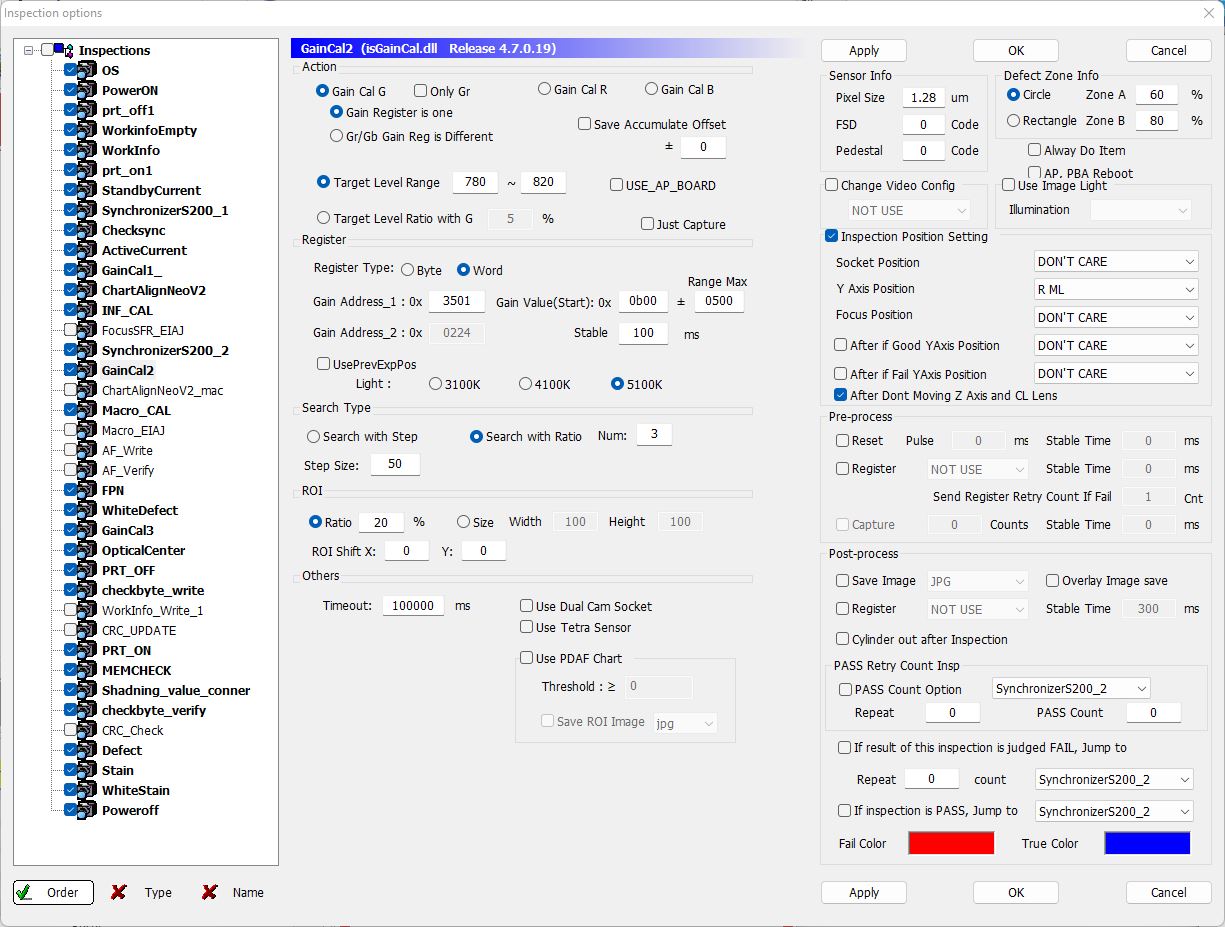 Inspection options
Inspections
OS
PowerON
prt_off1
WorkinfoEmpty
WorkInfo
prt_on1
StandbyCurrent
SynchronizerS200_1
Checksync
ActiveCurrent
GainCal1_
ChartAlignNeoV2
INF_CAL
FocusSFR_EIAJ
SynchronizerS200_2
GainCal2
ChartAlignNeoV2_mac
Macro_CAL
Macro_EIAJ
AF_Write
AF_Verify
FPN
WhiteDefect
GainCal3
OpticalCenter
PRT_OFF
checkbyte_write
WorkInfo_Write_1
CRC_UPDATE
PRT_ON
MEMCHECK
Shadning_value_conner
checkbyte_verify
CRC_Check
Defect
Stain
WhiteStain
Poweroff
Order Type Name
GainCal2 (isGainCal.dll Release 4.7.0.19)
Action
Gain Cal G Only Gr Gain Cal R Gain Cal B
Gain Register is one
Gr/Gb Gain Reg is Different
Save Accumulate Offset
± 0
Target Level Range 780 ~ 820 USE_AP_BOARD
Target Level Ratio with G 5 % Just Capture
Register
Register Type: Byte Word
Range Max
Gain Address_1 : 0x 3501 Gain Value(Start): 0x 0b00 ± 0500
Gain Address_2 : 0x 0224 Stable 100 ms
UsePrevExpPos
Light : 3100K 4100K 5100K
Search Type
Search with Step Search with Ratio Num: 3
Step Size: 50
ROI
Ratio 20 % Size Width 100 Height 100
ROI Shift X: 0 Y: 0
Others
Timeout: 100000 ms Use Dual Cam Socket
Use Tetra Sensor
Use PDAF Chart
Threshold : ≥ 0
Save ROI Image jpg
Apply OK Cancel
Sensor Info
Pixel Size 1.28 um
FSD 0 Code
Pedestal 0 Code
Defect Zone Info
Circle Zone A 60 %
Rectangle Zone B 80 %
Alway Do Item
AP, PBA Reboot
Change Video Config
NOT USE
Use Image Light
Illumination
Inspection Position Setting
Socket Position DON'T CARE
Y Axis Position R ML
Focus Position DON'T CARE
After if Good YAxis Position DON'T CARE
After if Fail YAxis Position DON'T CARE
After Dont Moving Z Axis and CL Lens
Pre-process
Reset Pulse 0 ms Stable Time 0 ms
Register NOT USE Stable Time 0 ms
Send Register Retry Count If Fail 1 Cnt
Capture 0 Counts Stable Time 0 ms
Post-process
Save Image JPG Overlay Image save
Register NOT USE Stable Time 300 ms
Cylinder out after Inspection
PASS Retry Count Insp
PASS Count Option SynchronizerS200_2
Repeat 0 PASS Count 0
If result of this inspection is judged FAIL, Jump to
Repeat 0 count SynchronizerS200_2
If inspection is PASS, Jump to SynchronizerS200_2
Fail Color True Color
Apply OK Cancel